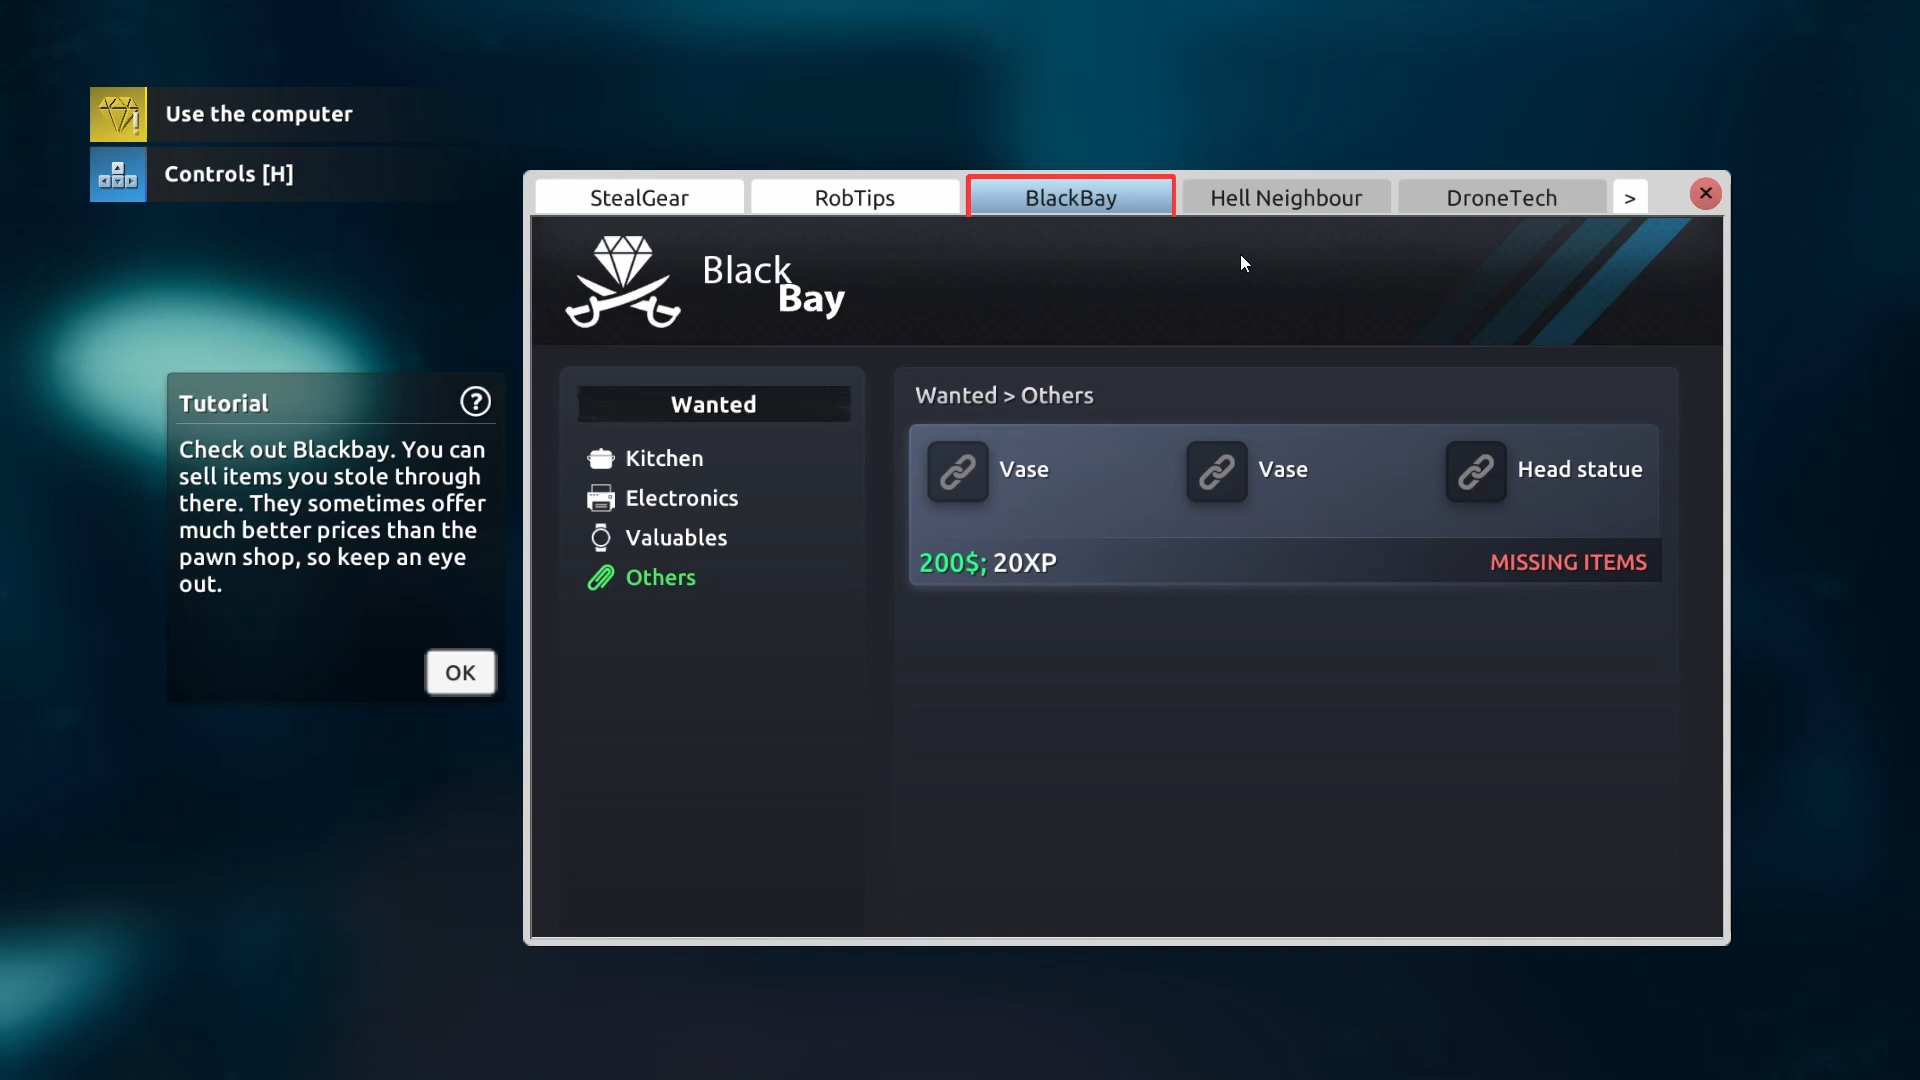 Use the computer
Controls [H]
StealGear
RobTips
BlackBay
Hell Neighbour
DroneTech
>
Black
Bay
Tutorial
?
Check out Blackbay. You can
sell items you stole through
there. They sometimes offer
much better prices than the
pawn shop, so keep an eye
out.
OK
Wanted
Kitchen
Electronics
Valuables
Others
Wanted > Others
Vase
Vase
Head statue
200$; 20XP
MISSING ITEMS